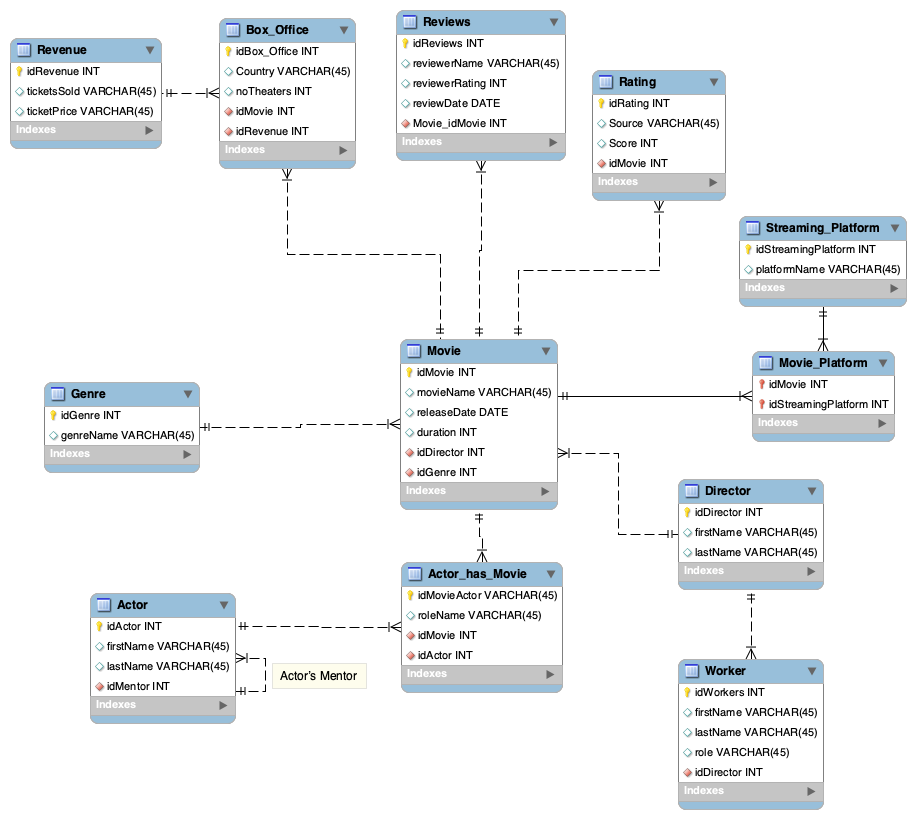 Revenue
idRevenue INT
ticketsSold VARCHAR(45)
ticketPrice VARCHAR(45)
Indexes
Box_Office
idBox_Office INT
Country VARCHAR(45)
noTheaters INT
idMovie INT
idRevenue INT
Indexes
Reviews
idReviews INT
reviewerName VARCHAR(45)
reviewerRating INT
reviewDate DATE
Movie_idMovie INT
Indexes
Rating
idRating INT
Source VARCHAR(45)
Score INT
idMovie INT
Indexes
Streaming_Platform
idStreamingPlatform INT
platformName VARCHAR(45)
Indexes
Movie
idMovie INT
movieName VARCHAR(45)
releaseDate DATE
duration INT
idDirector INT
idGenre INT
Indexes
Movie_Platform
idMovie INT
idStreamingPlatform INT
Indexes
Genre
idGenre INT
genreName VARCHAR(45)
Indexes
Director
idDirector INT
firstName VARCHAR(45)
lastName VARCHAR(45)
Indexes
Actor_has_Movie
idMovieActor VARCHAR(45)
roleName VARCHAR(45)
idMovie INT
idActor INT
Indexes
Actor
idActor INT
firstName VARCHAR(45)
lastName VARCHAR(45)
idMentor INT
Indexes
Actor's Mentor
Worker
idWorkers INT
firstName VARCHAR(45)
lastName VARCHAR(45)
role VARCHAR(45)
idDirector INT
Indexes